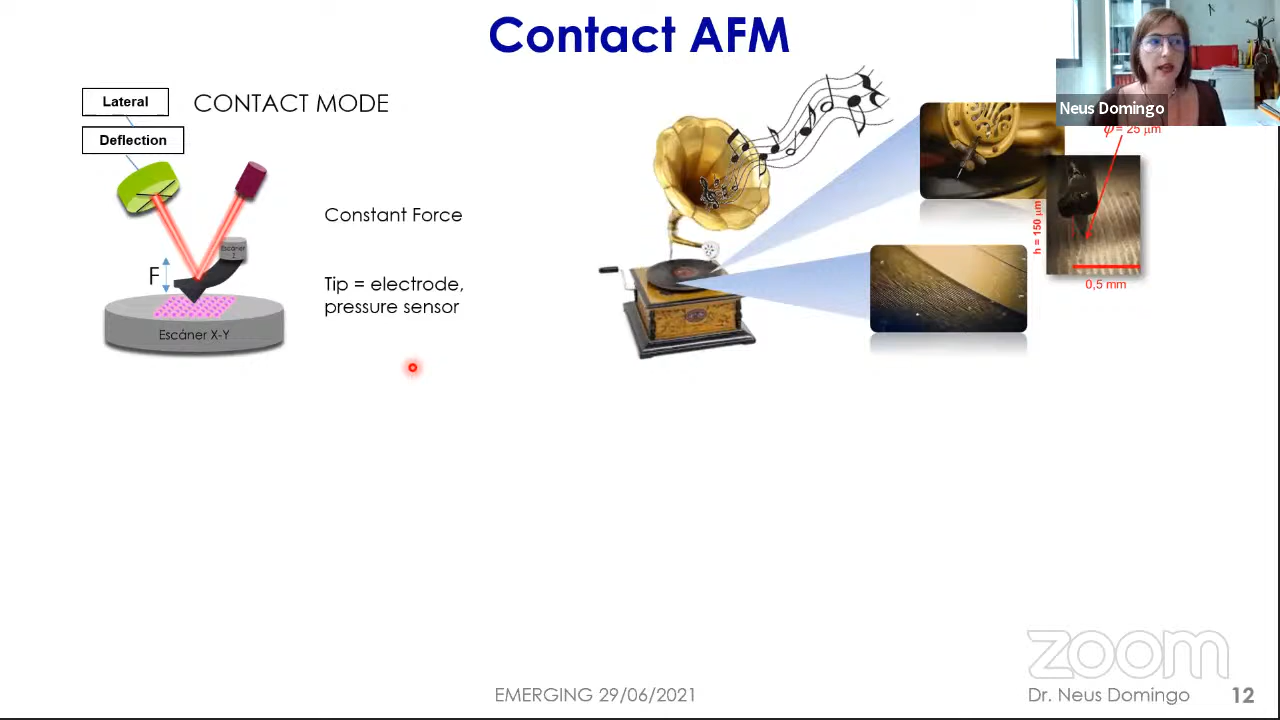 Contact AFM
Neus Domingo
Lateral
CONTACT MODE
Deflection
Constant Force
Tip = electrode,
pressure sensor
Escáner
Z
F
Escáner X-Y
= 25 µm
h = 150 µm
0,5 mm
zoom
EMERGING 29/06/2021
Dr. Neus Domingo
12